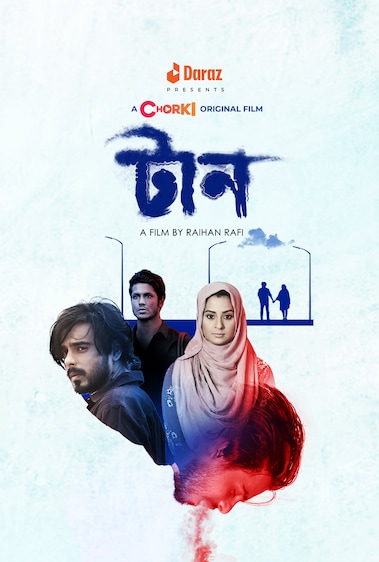 Daraz
PRESENTS
A CHORKI ORIGINAL FILM
টান
A FILM BY RAIHAN RAFI